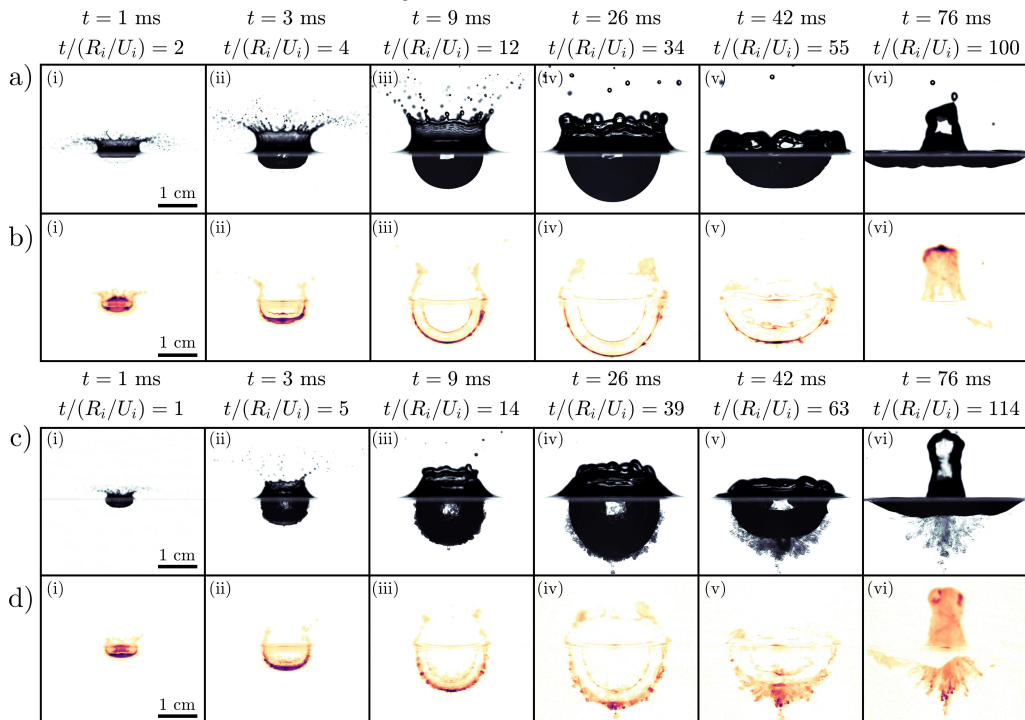 t = 1 ms t = 3 ms t = 9 ms t = 26 ms t = 42 ms t = 76 ms
t/(R_i/U_i) = 2 t/(R_i/U_i) = 4 t/(R_i/U_i) = 12 t/(R_i/U_i) = 34 t/(R_i/U_i) = 55 t/(R_i/U_i) = 100
a) (i) (ii) (iii) (iv) (v) (vi)
1 cm
b) (i) (ii) (iii) (iv) (v) (vi)
1 cm
t = 1 ms t = 3 ms t = 9 ms t = 26 ms t = 42 ms t = 76 ms
t/(R_i/U_i) = 1 t/(R_i/U_i) = 5 t/(R_i/U_i) = 14 t/(R_i/U_i) = 39 t/(R_i/U_i) = 63 t/(R_i/U_i) = 114
c) (i) (ii) (iii) (iv) (v) (vi)
1 cm
d) (i) (ii) (iii) (iv) (v) (vi)
1 cm